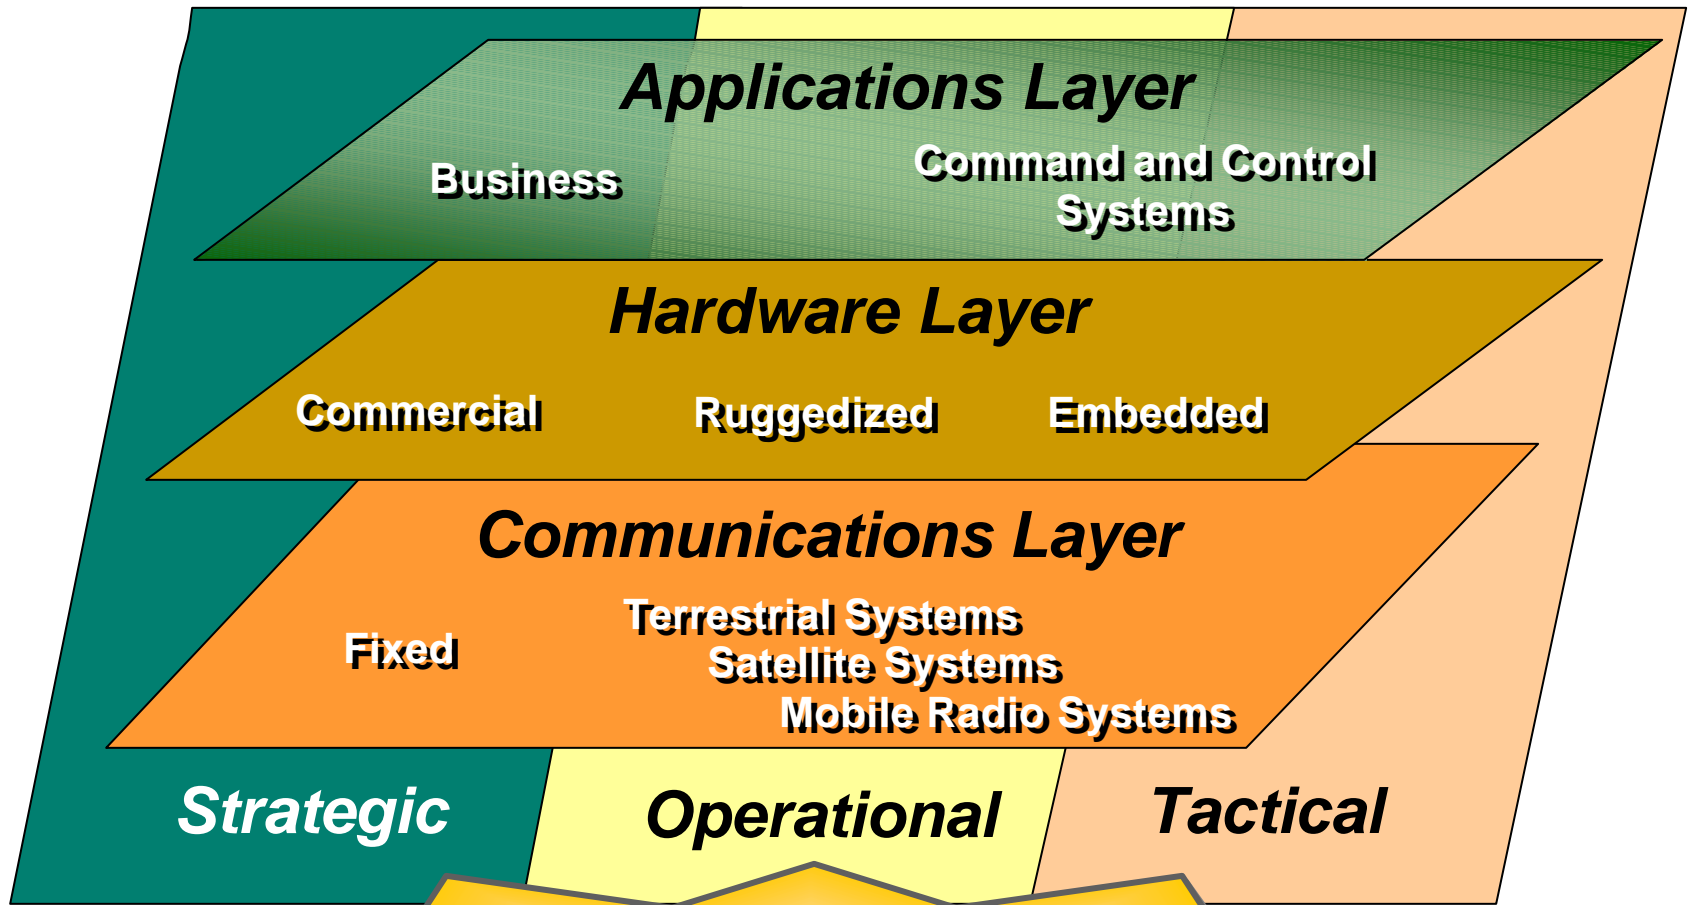 Applications Layer
Business
Command and Control
Systems
Hardware Layer
Commercial
Ruggedized
Embedded
Communications Layer
Fixed
Terrestrial Systems
Satellite Systems
Mobile Radio Systems
Strategic
Operational
Tactical